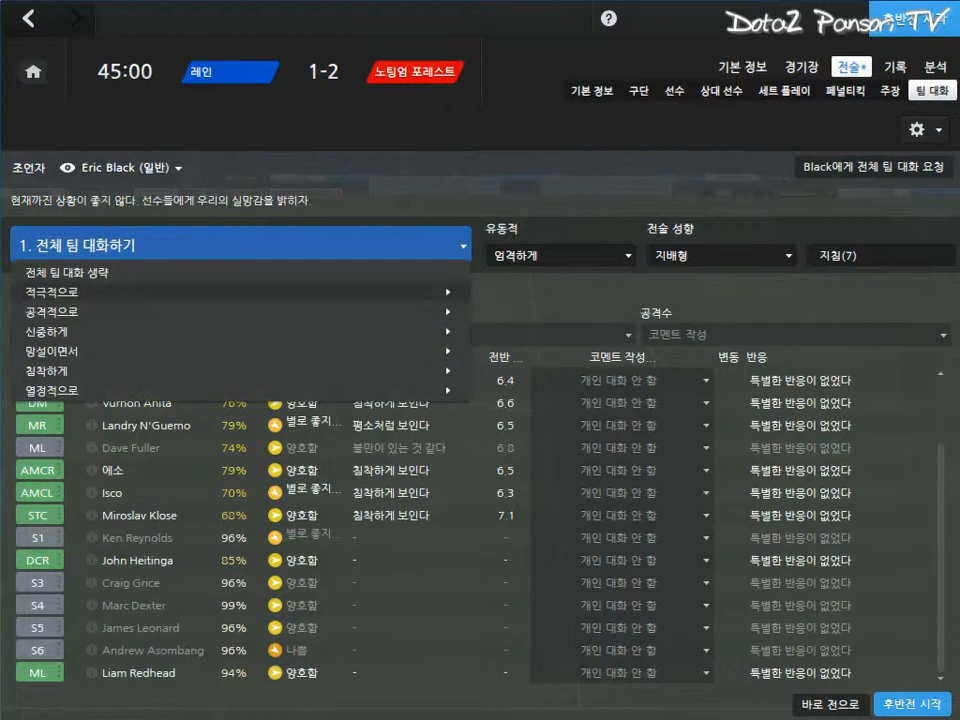 Dota2 Pansori TV
45:00 레인 1-2 노팅엄 포레스트
기본 정보 경기장 전술* 기록 분석
기본 정보 구단 선수 상대 선수 세트 플레이 페널티킥 주장 팀 대화
조언자 Eric Black (일반) Black에게 전체 팀 대화 요청
현재까진 상황이 좋지 않다. 선수들에게 우리의 실망감을 밝히자.
유동적 전술 성향
1. 전체 팀 대화하기 엄격하게 지배형 지침(7)
전체 팀 대화 생략
적극적으로
공격적으로
신중하게
망설이면서
침착하게
열정적으로
공격수
코멘트 작성
전반 ... 코멘트 작성... 변동 반응
6.4 개인 대화 안 함 특별한 반응이 없었다
DM Vurnon Anita 76% 양호함 침착하게 보인다 6.6 개인 대화 안 함 특별한 반응이 없었다
MR Landry N'Guemo 79% 별로 좋지... 평소처럼 보인다 6.5 개인 대화 안 함 특별한 반응이 없었다
ML Dave Fuller 74% 양호함 불만이 있는 것 같다 6.8 개인 대화 안 함 특별한 반응이 없었다
AMCR 에소 79% 양호함 침착하게 보인다 6.5 개인 대화 안 함 특별한 반응이 없었다
AMCL Isco 70% 별로 좋지... 침착하게 보인다 6.3 개인 대화 안 함 특별한 반응이 없었다
STC Miroslav Klose 68% 양호함 침착하게 보인다 7.1 개인 대화 안 함 특별한 반응이 없었다
S1 Ken Reynolds 96% 별로 좋지... - - 개인 대화 안 함 특별한 반응이 없었다
DCR John Heitinga 85% 양호함 - - 개인 대화 안 함 특별한 반응이 없었다
S3 Craig Grice 96% 양호함 - - 개인 대화 안 함 특별한 반응이 없었다
S4 Marc Dexter 99% 양호함 - - 개인 대화 안 함 특별한 반응이 없었다
S5 James Leonard 96% 양호함 - - 개인 대화 안 함 특별한 반응이 없었다
S6 Andrew Asombang 96% 나쁨 - - 개인 대화 안 함 특별한 반응이 없었다
ML Liam Redhead 94% 양호함 - - 개인 대화 안 함 특별한 반응이 없었다
바로 전으로 후반전 시작